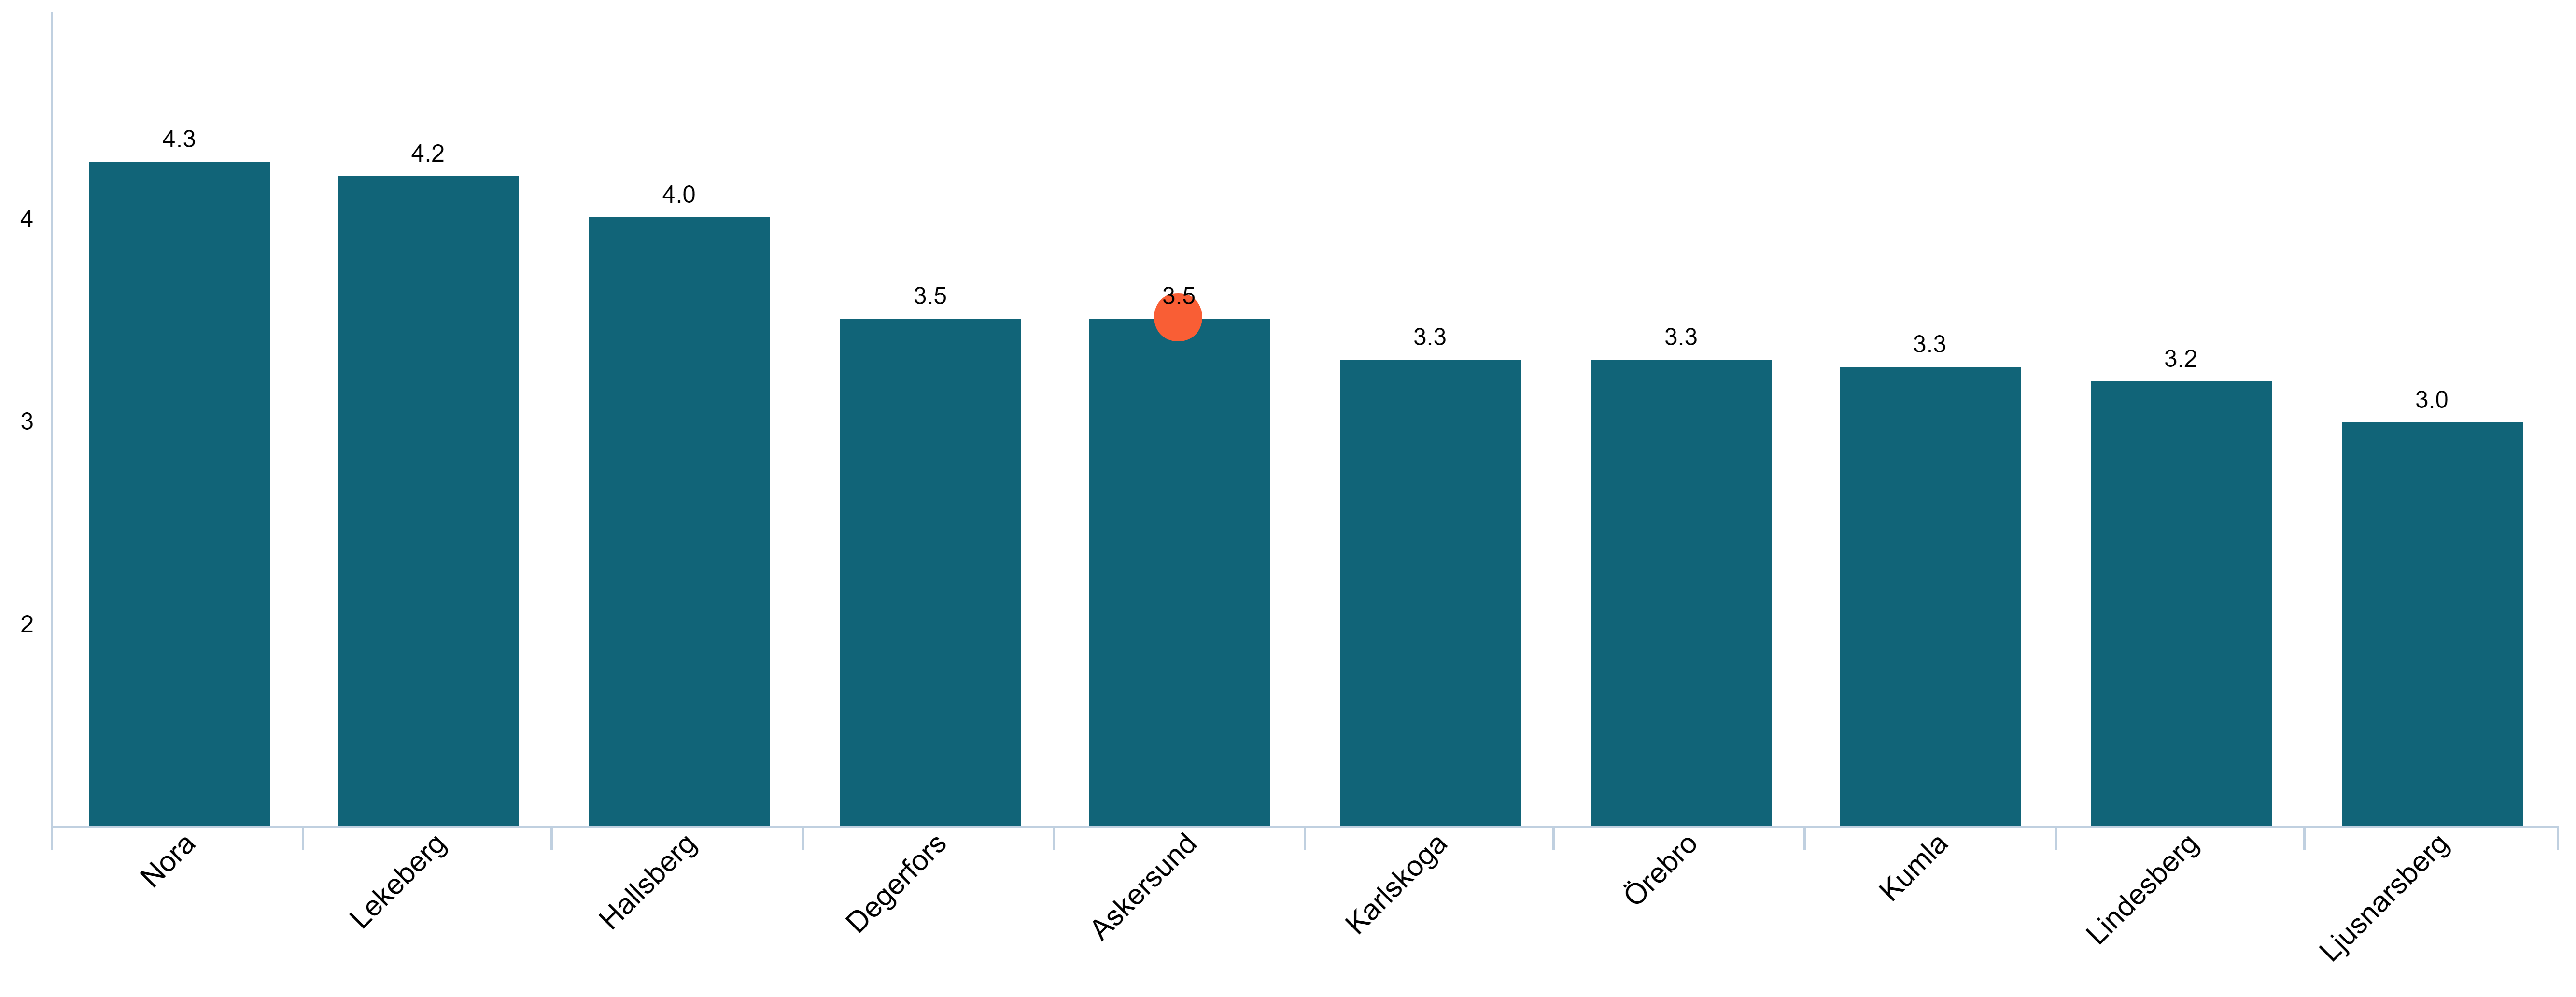 4.3
4.2
4.0
3.5
3.5
3.3
3.3
3.3
3.2
3.0
4
3
2
Nora
Lekeberg
Hallsberg
Degerfors
Askersund
Karlskoga
Örebro
Kumla
Lindesberg
Ljusnarsberg